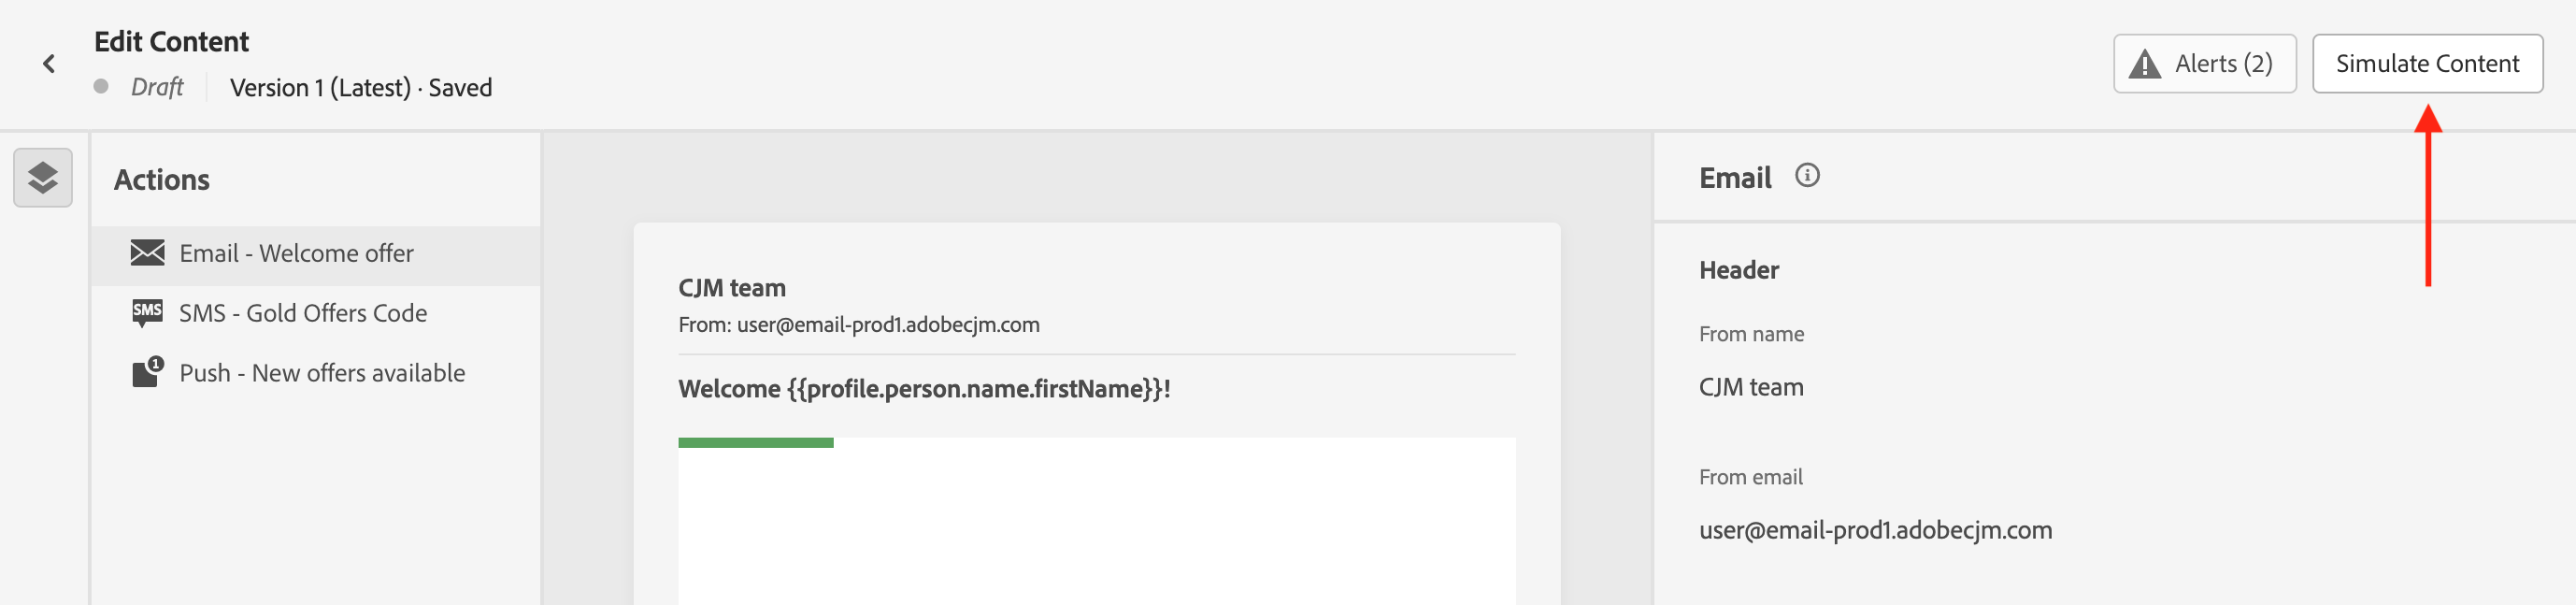 Edit Content
Draft
Version 1 (Latest) · Saved
Alerts (2)
Simulate Content
Actions
Email - Welcome offer
SMS
SMS - Gold Offers Code
1
Push - New offers available
CJM team
From: user@email-prod1.adobecjm.com
Welcome {{profile.person.name.firstName}}!
Email
Header
From name
CJM team
From email
user@email-prod1.adobecjm.com